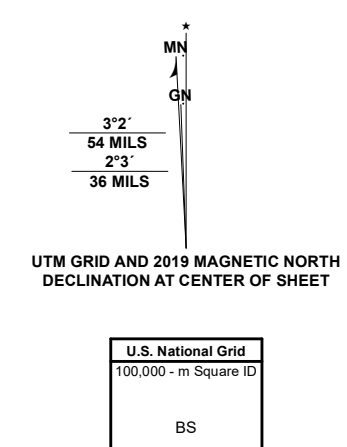 MN
GN
3°2´
54 MILS
2°3´
36 MILS
UTM GRID AND 2019 MAGNETIC NORTH
DECLINATION AT CENTER OF SHEET
U.S. National Grid
100,000 - m Square ID
BS